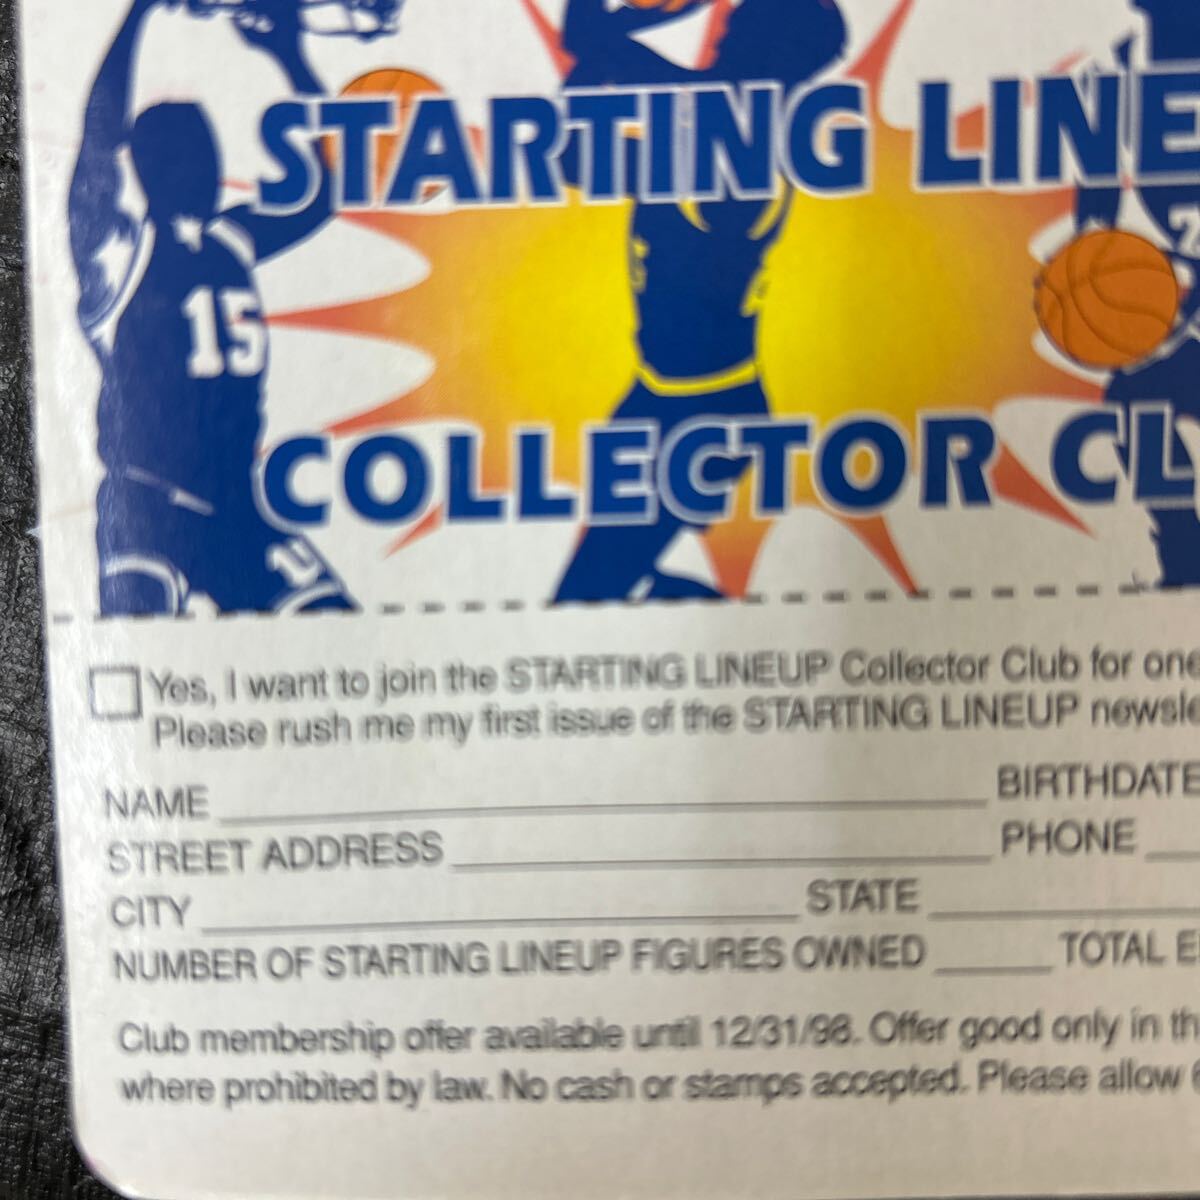 STARTING LINE
15
COLLECTOR CL
Yes, I want to join the STARTING LINEUP Collector Club for one
Please rush me my first issue of the STARTING LINEUP newsle
NAME BIRTHDATE
STREET ADDRESS PHONE
CITY STATE
NUMBER OF STARTING LINEUP FIGURES OWNED TOTAL E
Club membership offer available until 12/31/98. Offer good only in th
where prohibited by law. No cash or stamps accepted. Please allow 6